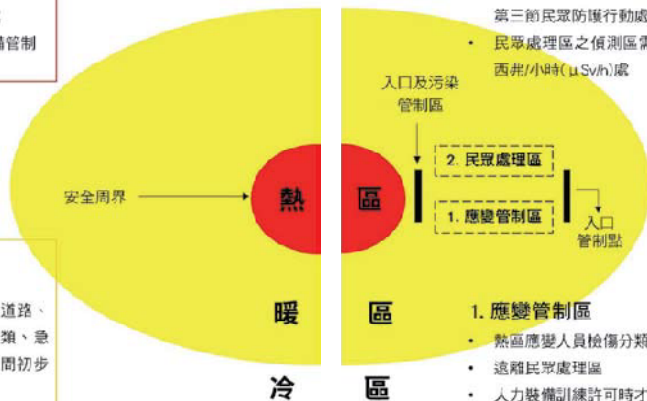 備管制
第三節民眾防護行動處
• 民眾處理區之偵測區需
西弗/小時(μSv/h)處
入口及污染
管制區
2. 民眾處理區
安全周界
熱 區
1. 應變管制區
入口
管制點
暖 區
冷 區
道路、
類、急
間初步
1. 應變管制區
• 熱區應變人員檢傷分類
• 遠離民眾處理區
• 人力裝備訓練許可時才